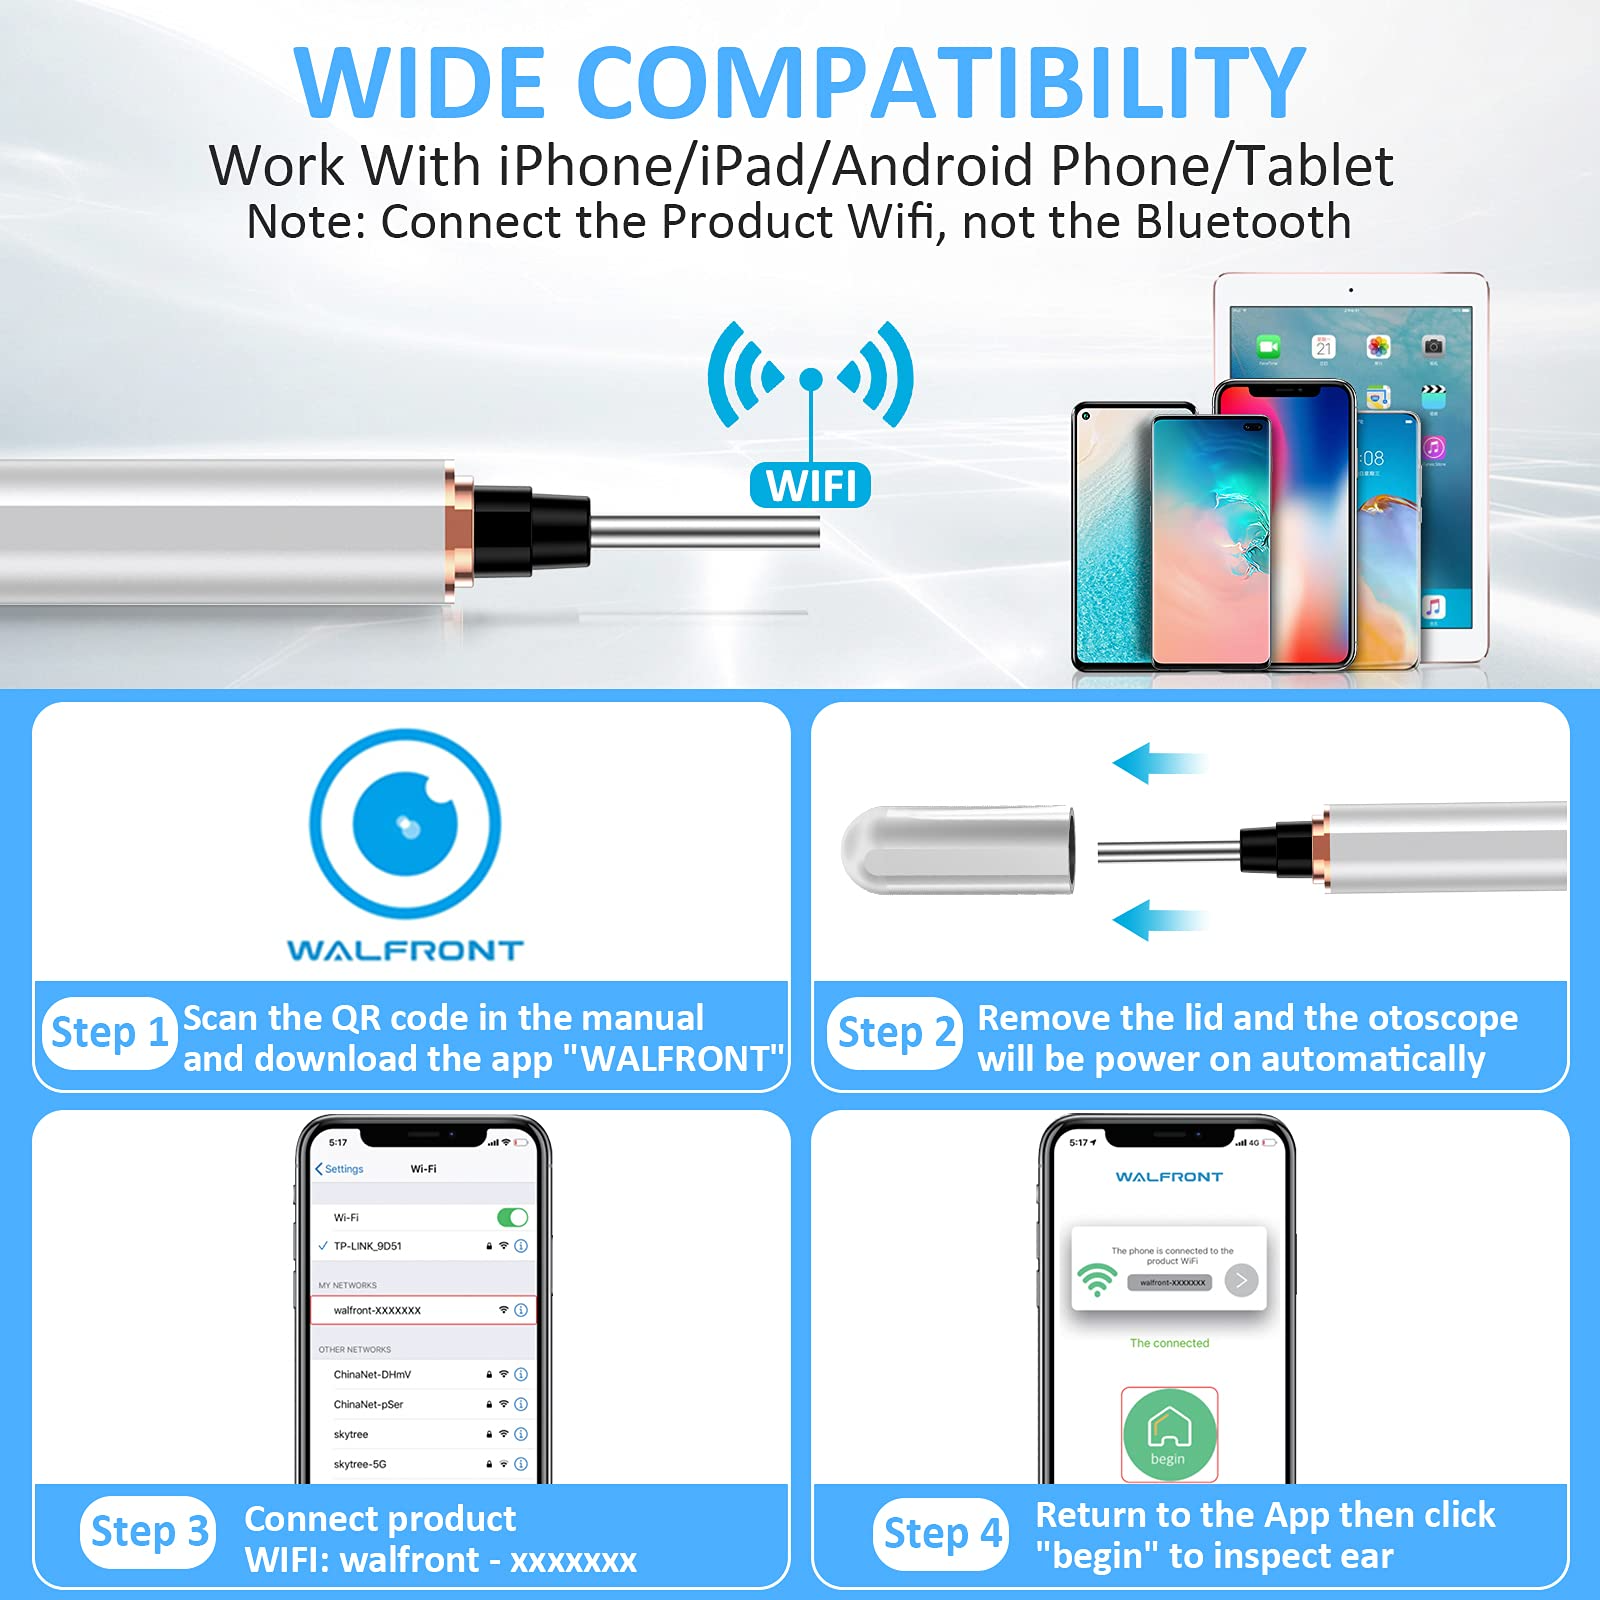 WIDE COMPATIBILITY
Work With iPhone/iPad/Android Phone/Tablet
Note: Connect the Product Wifi, not the Bluetooth
WIFI
21
:08
WALFRONT
Step 1
Scan the QR code in the manual
and download the app "WALFRONT"
Step 2
Remove the lid and the otoscope
will be power on automatically
5:17
Settings
Wi-Fi
Wi-Fi
TP-LINK_9D51
MY NETWORKS
walfront-XXXXXXX
OTHER NETWORKS
ChinaNet-DHmV
ChinaNet-pSer
skytree
skytree-5G
Step 3
Connect product
WIFI: walfront - xxxxxxx
5:17
4G
WALFRONT
The phone is connected to the
product WiFi
walfront-XXXXXXX
The connected
begin
Step 4
Return to the App then click
"begin" to inspect ear